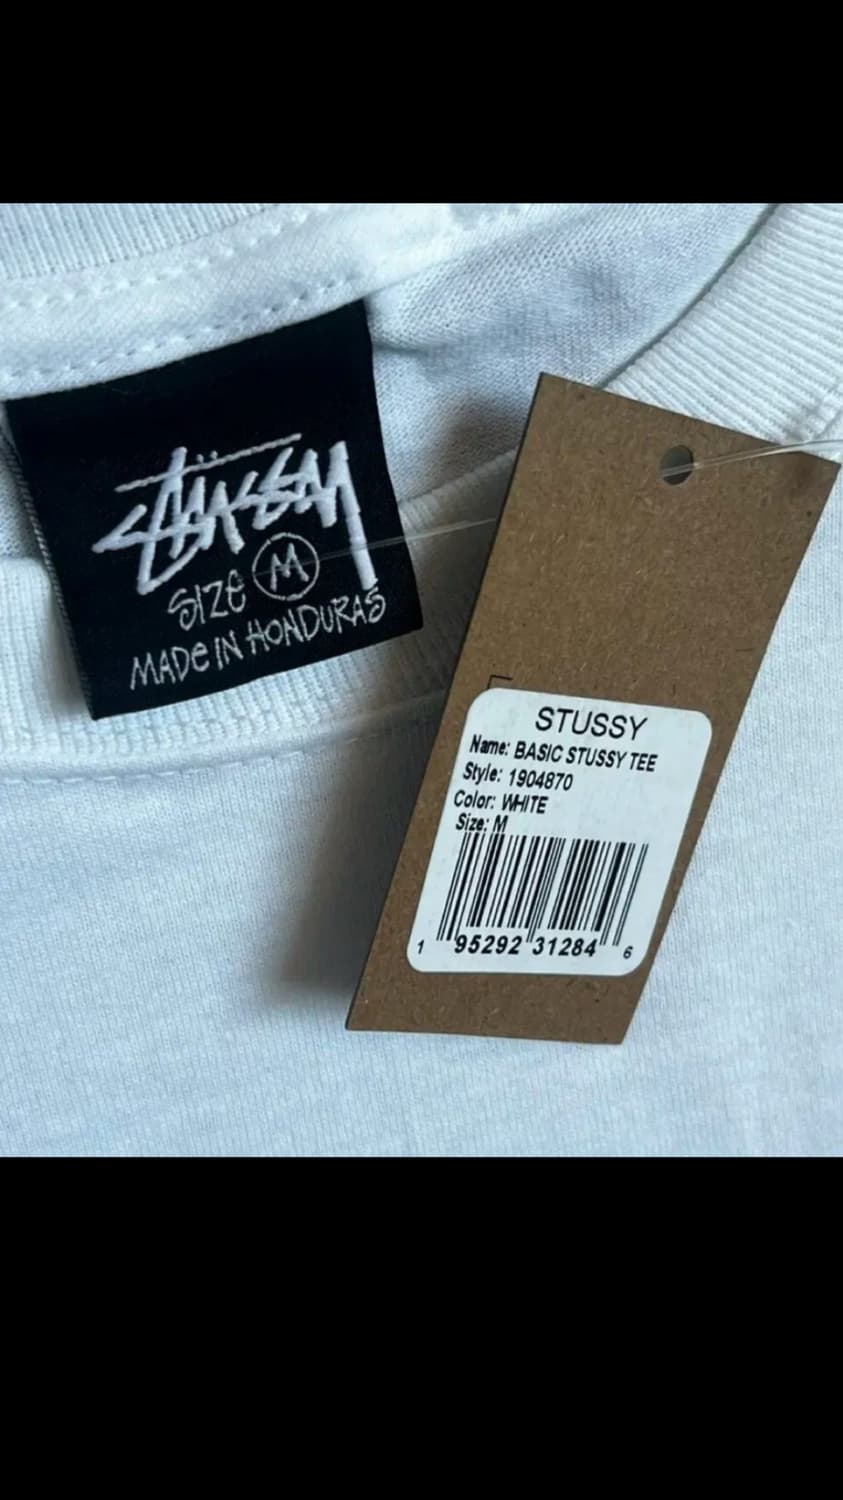 STÜSSY
SIZE M
MADE IN HONDURAS
STUSSY
Name: BASIC STUSSY TEE
Style: 1904870
Color: WHITE
Size: M
1 95292 31284 6